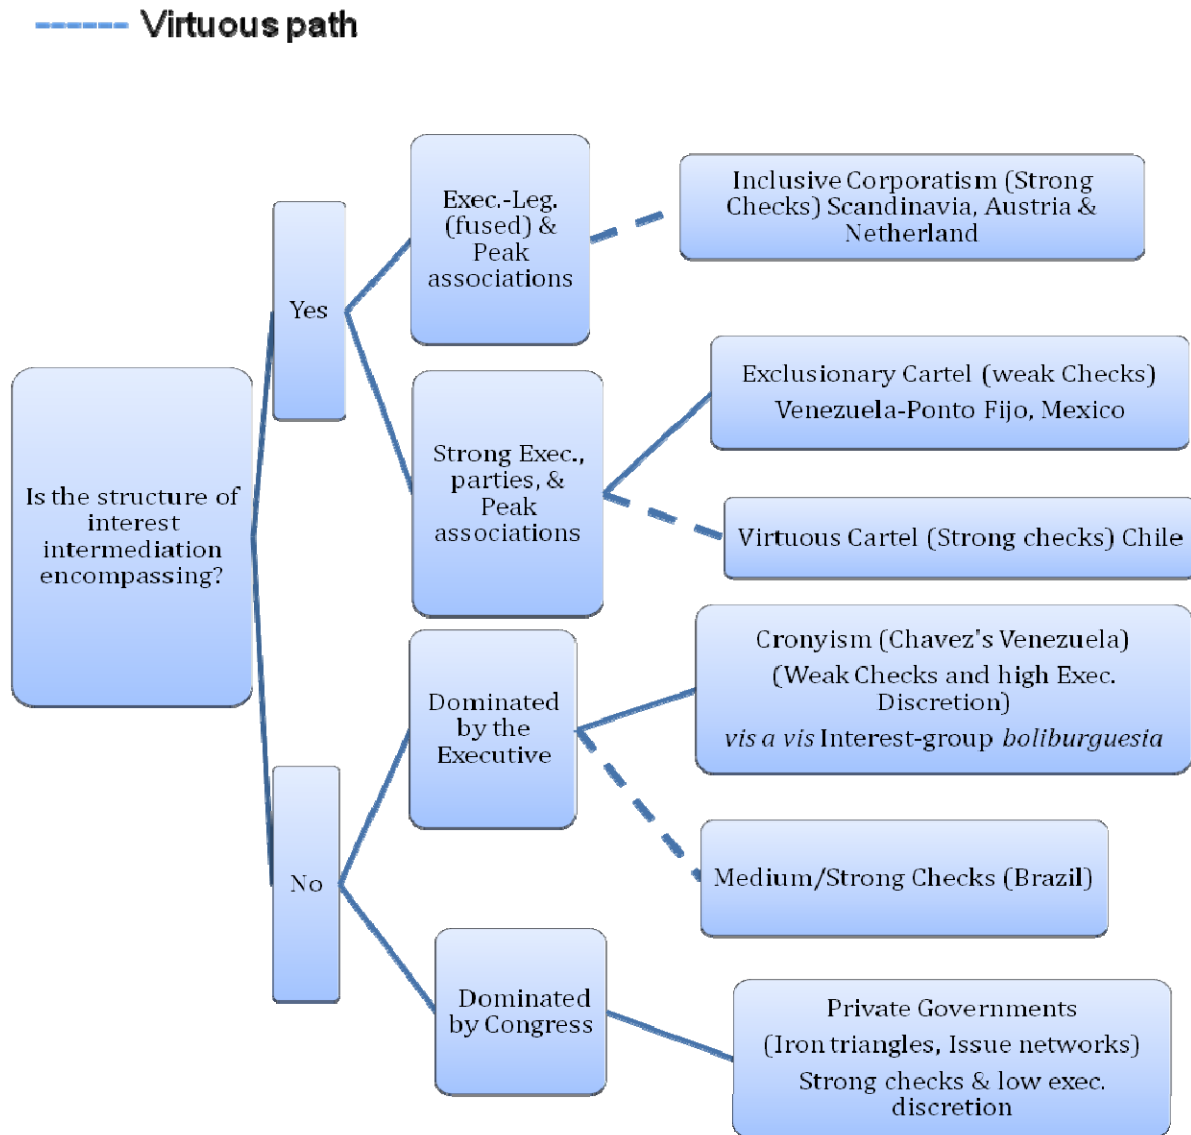 Virtuous path
Exec.-Leg.
(fused) &
Peak
associations
Inclusive Corporatism (Strong
Checks) Scandinavia, Austria &
Netherland
Yes
Exclusionary Cartel (weak Checks)
Venezuela-Ponto Fijo, Mexico
Strong Exec.,
parties, &
Peak
associations
Is the structure of
interest
intermediation
encompassing?
Virtuous Cartel (Strong checks) Chile
Cronyism (Chavez"s Venezuela)
(Weak Checks and high Exec.
Discretion)
vis a vis Interest-group boliburguesia
Dominated
by the
Executive
No
Medium/Strong Checks (Brazil)
Dominated
by Congress
Private Governments
(Iron triangles, Issue networks)
Strong checks & low exec.
discretion